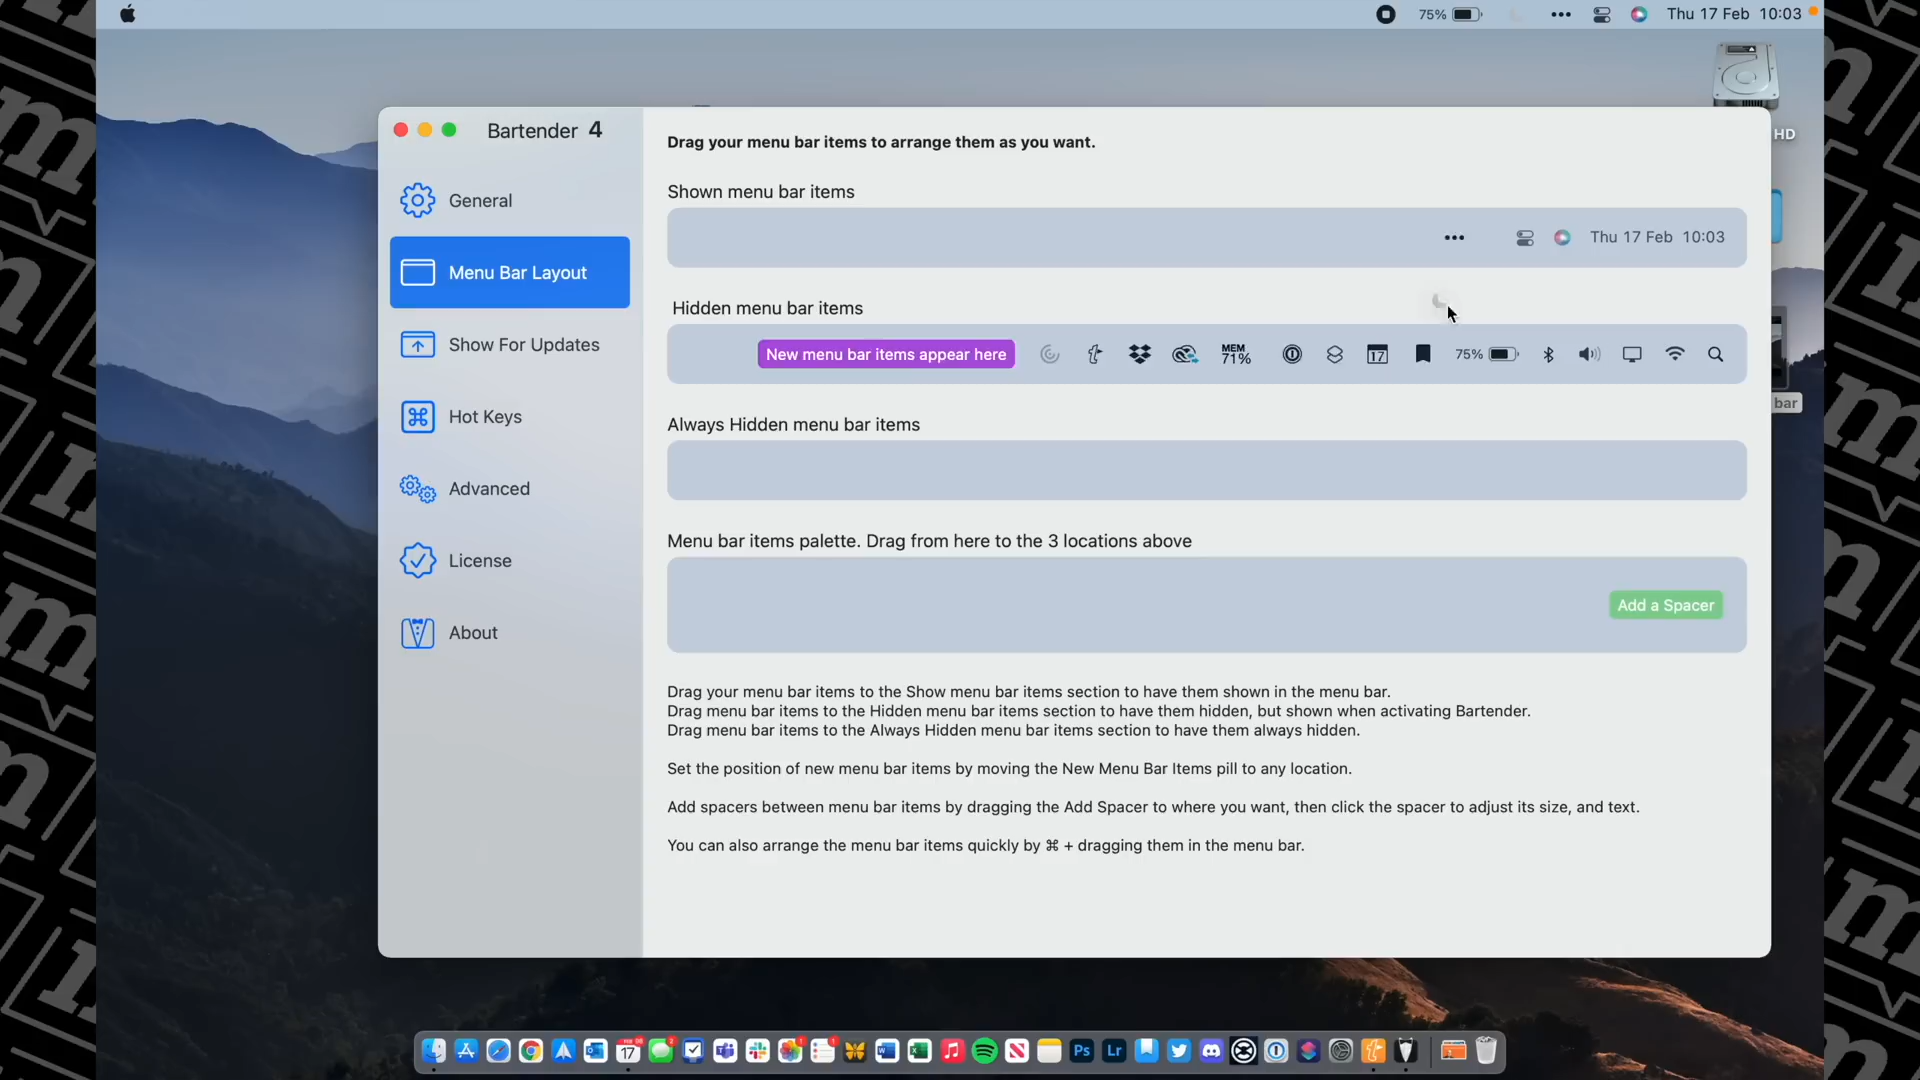 75%
Thu 17 Feb 10:03
HD
Bartender 4
General
Menu Bar Layout
Show For Updates
Hot Keys
Advanced
License
About
Drag your menu bar items to arrange them as you want.
Shown menu bar items
Thu 17 Feb 10:03
Hidden menu bar items
New menu bar items appear here
MEM
71%
17
75%
bar
Always Hidden menu bar items
Menu bar items palette. Drag from here to the 3 locations above
Add a Spacer
Drag your menu bar items to the Show menu bar items section to have them shown in the menu bar.
Drag menu bar items to the Hidden menu bar items section to have them hidden, but shown when activating Bartender.
Drag menu bar items to the Always Hidden menu bar items section to have them always hidden.
Set the position of new menu bar items by moving the New Menu Bar Items pill to any location.
Add spacers between menu bar items by dragging the Add Spacer to where you want, then click the spacer to adjust its size, and text.
You can also arrange the menu bar items quickly by ⌘ + dragging them in the menu bar.
17
Ps
Lr